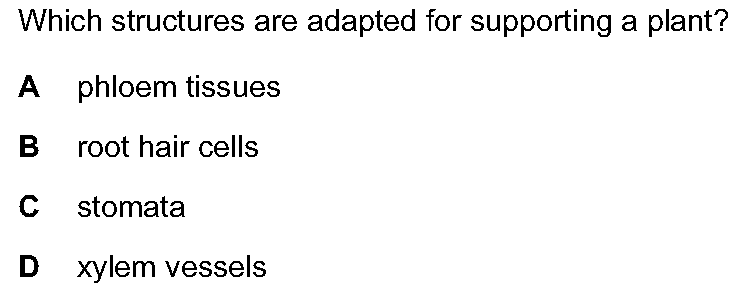 Which structures are adapted for supporting a plant?
A phloem tissues
B root hair cells
C stomata
D xylem vessels